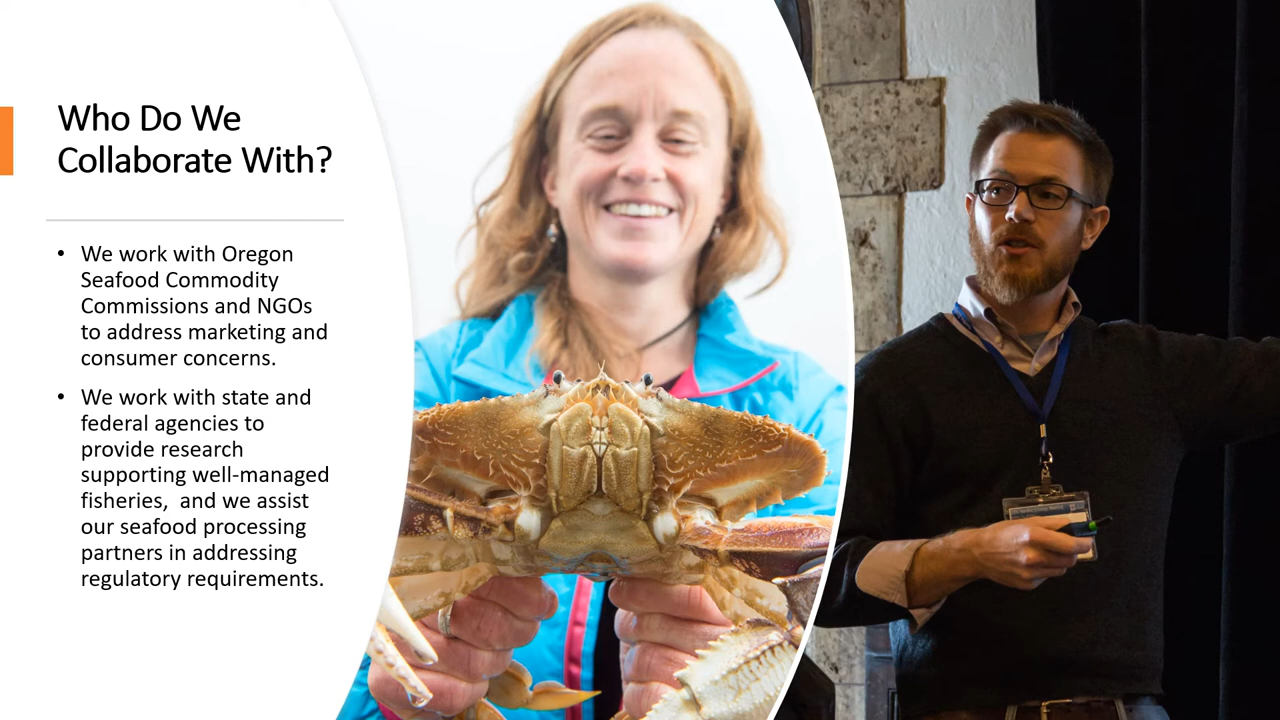 Who Do We
Collaborate With?
• We work with Oregon
Seafood Commodity
Commissions and NGOs
to address marketing and
consumer concerns.
• We work with state and
federal agencies to
provide research
supporting well-managed
fisheries,  and we assist
our seafood processing
partners in addressing
regulatory requirements.